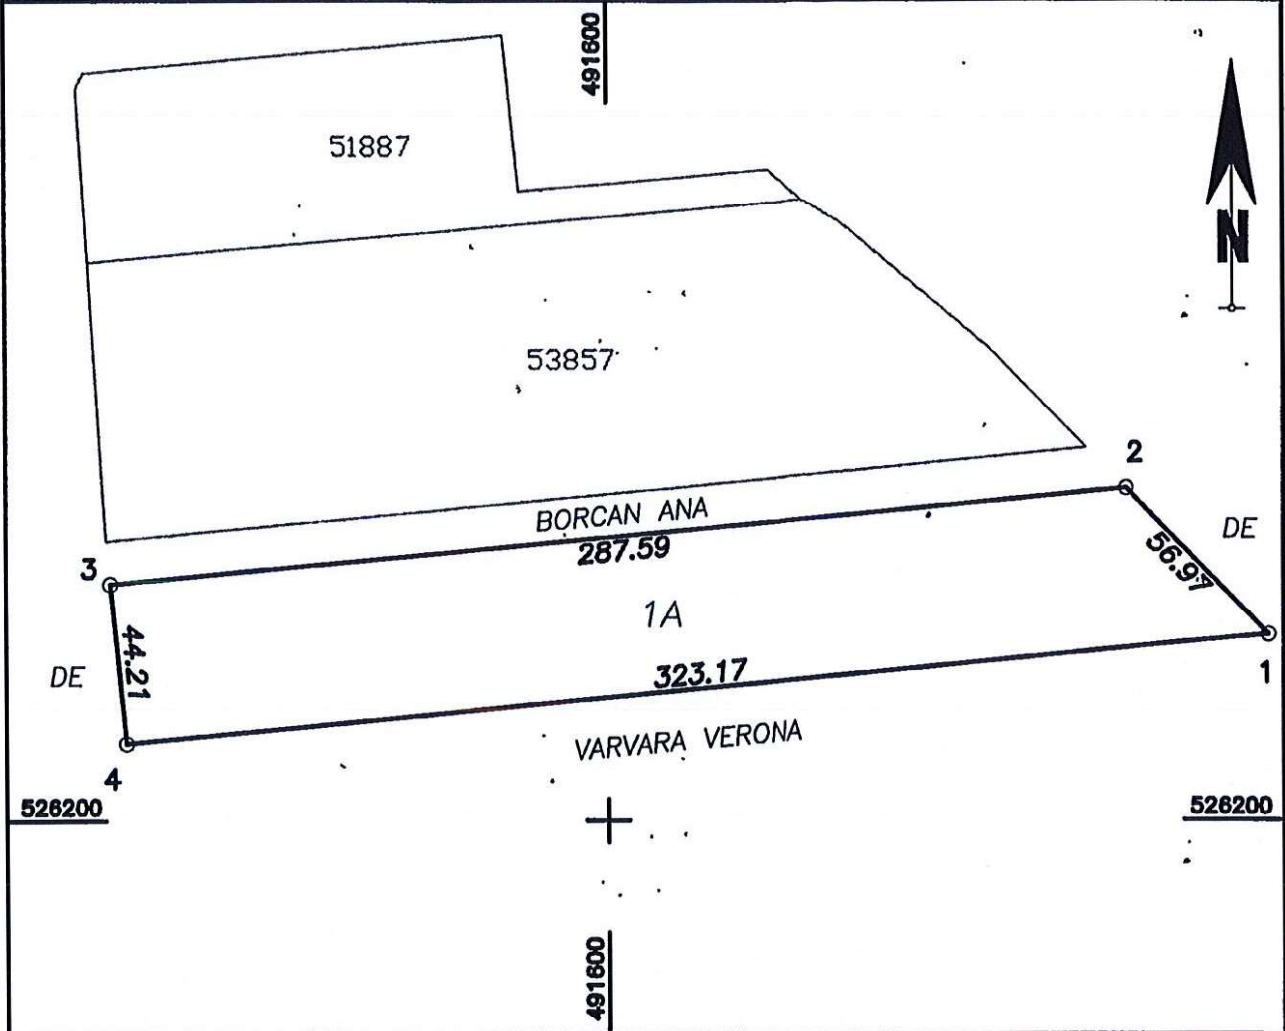 491600
51887
N
53857
2
BORCAN ANA
DE
287.59
56.97
3
1A
44.21
DE
323.17
1
VARVARA VERONA
4
526200
526200
491600